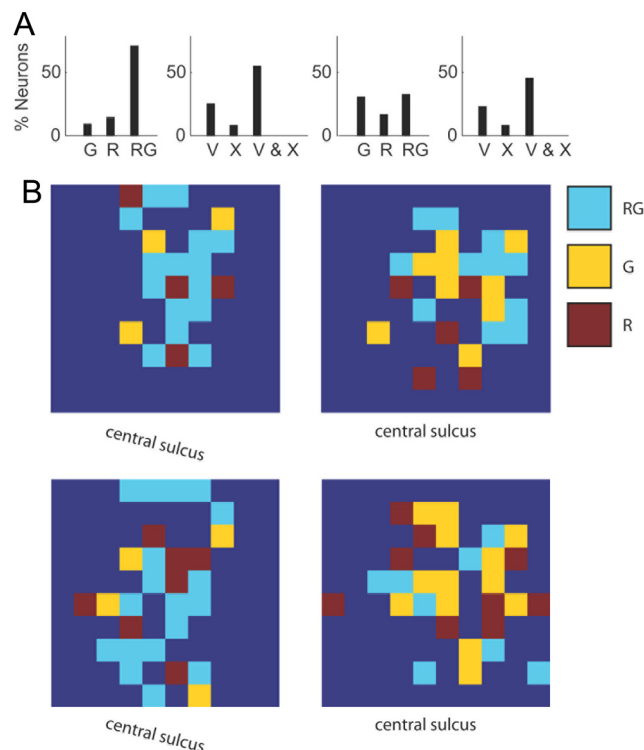 A
% Neurons
50
0
G R RG
50
0
V X V & X
50
0
G R RG
50
0
V X V & X
B
RG
G
R
central sulcus
central sulcus
central sulcus
central sulcus